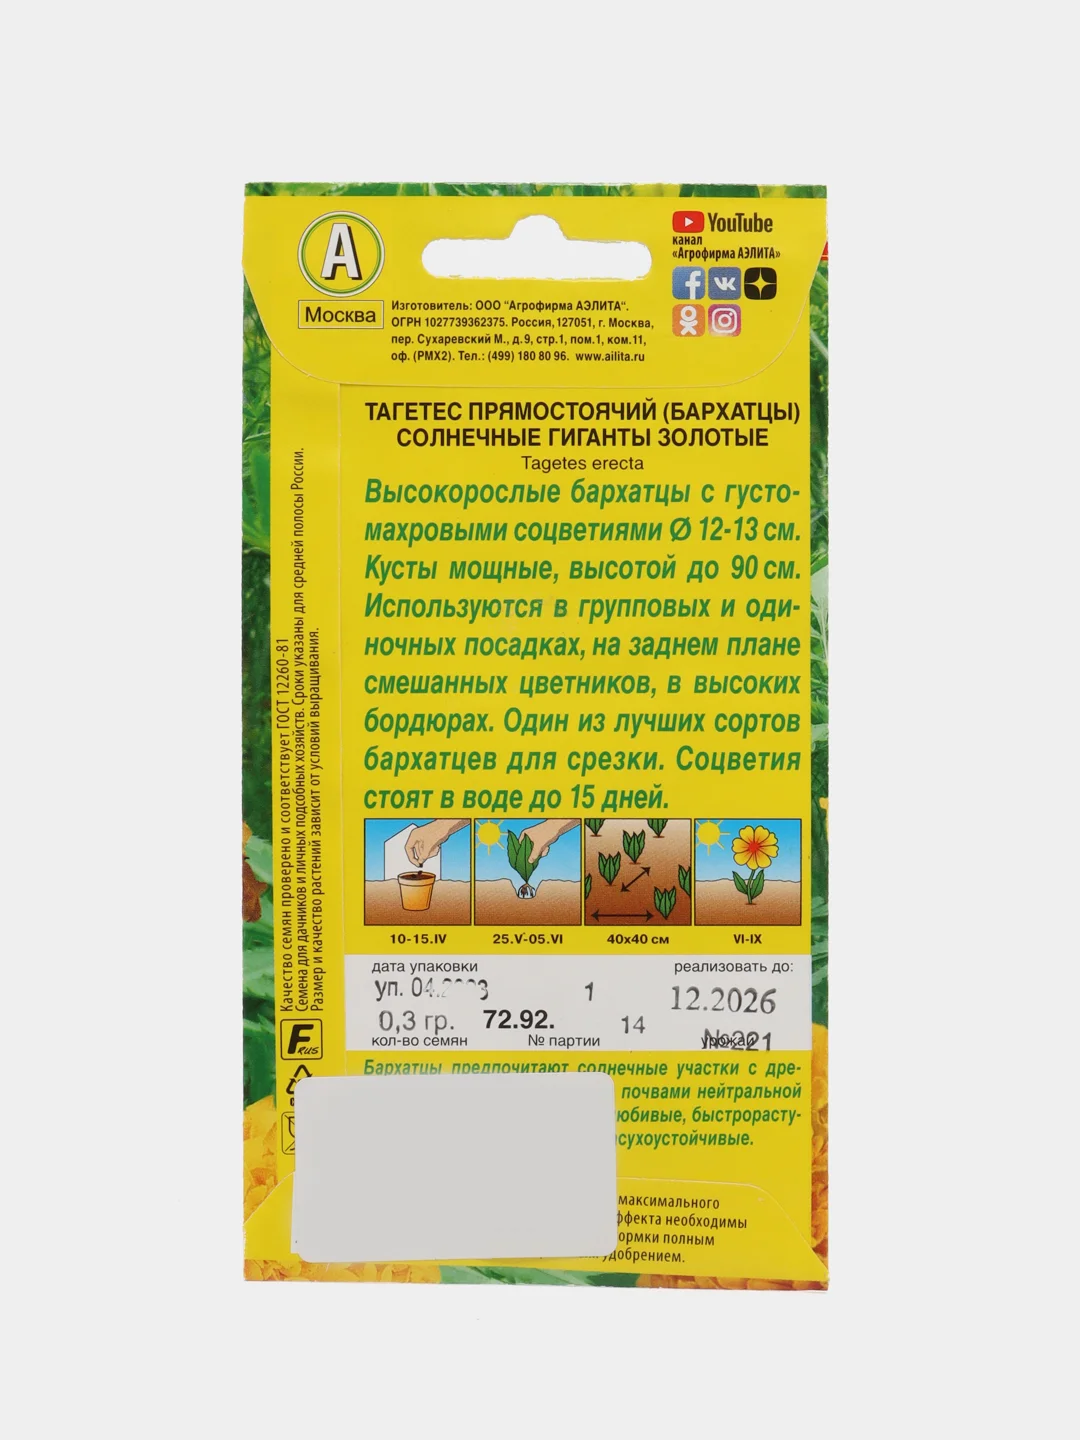 А
Москва
YouTube
канал
«Агрофирма АЭЛИТА»
Изготовитель: ООО "Агрофирма АЭЛИТА".
ОГРН 1027739362375. Россия, 127051, г. Москва,
пер. Сухаревский М., д.9, стр.1, пом.1, ком.11,
оф. (РМХ2). Тел.: (499) 180 80 96. www.ailita.ru
ТАГЕТЕС ПРЯМОСТОЯЧИЙ (БАРХАТЦЫ)
СОЛНЕЧНЫЕ ГИГАНТЫ ЗОЛОТЫЕ
Tagetes erecta
Высокорослые бархатцы с густо-
махровыми соцветиями Ø 12-13 см.
Кусты мощные, высотой до 90 см.
Используются в групповых и оди-
ночных посадках, на заднем плане
смешанных цветников, в высоких
бордюрах. Один из лучших сортов
бархатцев для срезки. Соцветия
стоят в воде до 15 дней.
10-15.IV 25.V-05.VI 40х40 см VI-IX
дата упаковки реализовать до:
уп. 1 12.2026
0,3 гр. 72.92. 14 №221
кол-во семян № партии урожай
Бархатцы предпочитают солнечные участки с дре-
почвами нейтральной
быстрорасту-
Качество семян проверено и соответствует ГОСТ 12260-81
Семена для дачников и личных подсобных хозяйств. Сроки указаны для средней полосы России.
Размер и качество растений зависит от условий выращивания.
F RUS
максимального
необходимы
полным
удобрением.